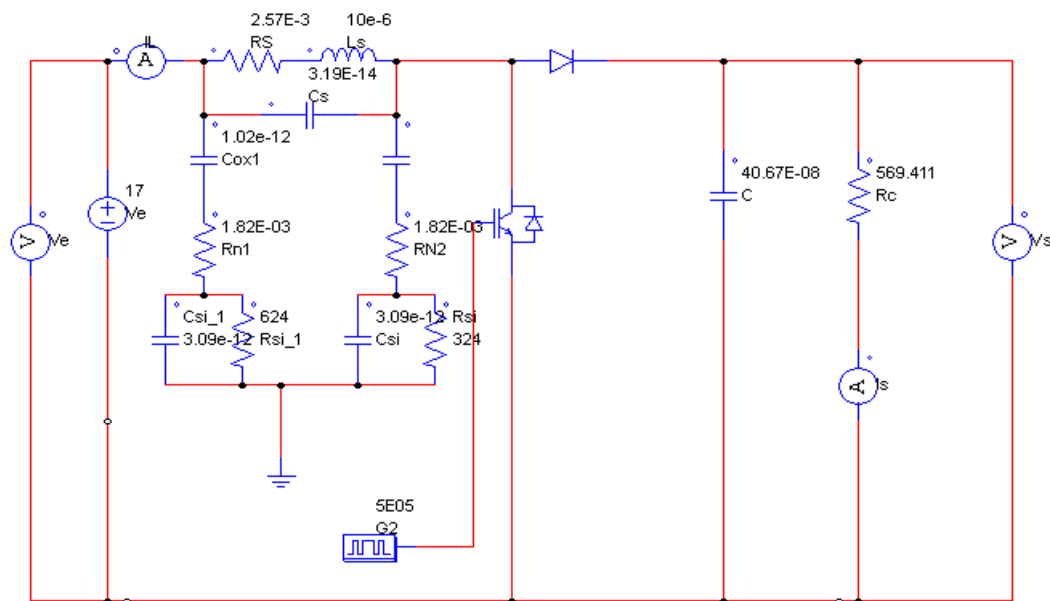 2.57E-3
10e-6
IL
A
RS
Ls
3.19E-14
Cs
1.02e-12
Cox1
17
Ve
V
Ve
1.82E-03
Rn1
1.82E-03
RN2
40.67E-08
C
569.411
Rc
V
Vs
Csi_1
624
3.09e-12
Rsi
3.09e-12
Rsi_1
Csi
324
A
Is
5E05
G2